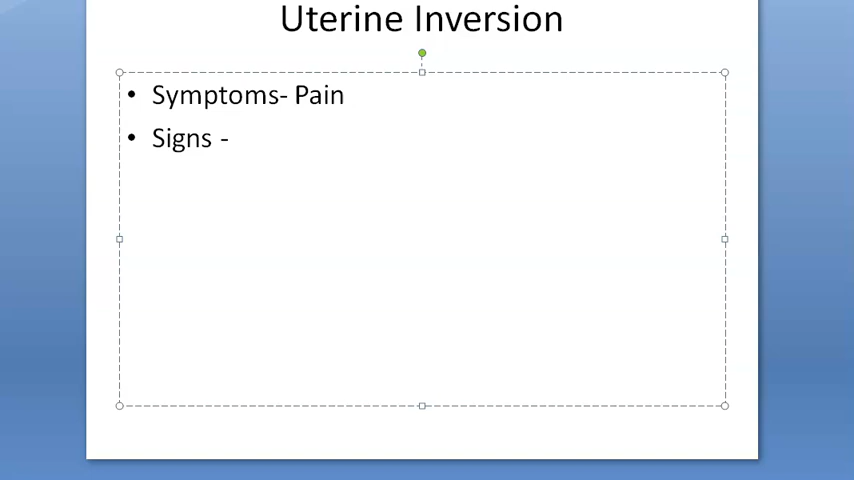 Uterine Inversion
• Symptoms- Pain
• Signs -